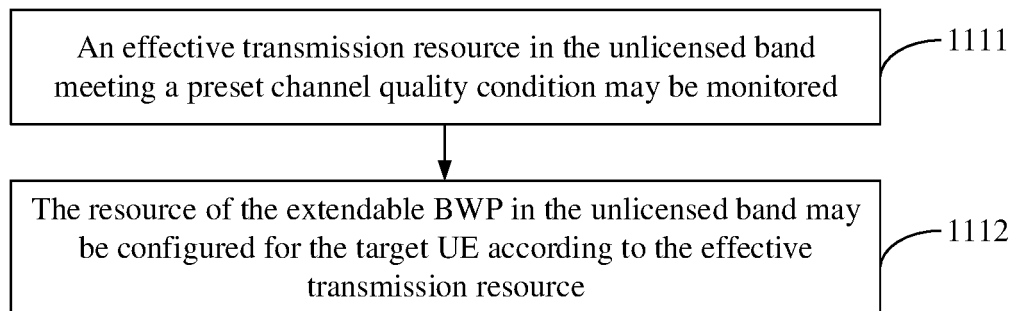 An effective transmission resource in the unlicensed band
meeting a preset channel quality condition may be monitored
1111
The resource of the extendable BWP in the unlicensed band may
be configured for the target UE according to the effective
transmission resource
1112